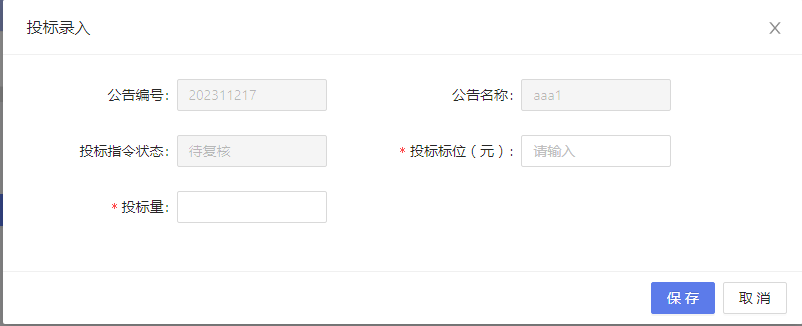 投标录入
公告编号: 202311217 公告名称: aaa1
投标指令状态: 待复核 * 投标标位（元）: 请输入
* 投标量:
保 存 取 消